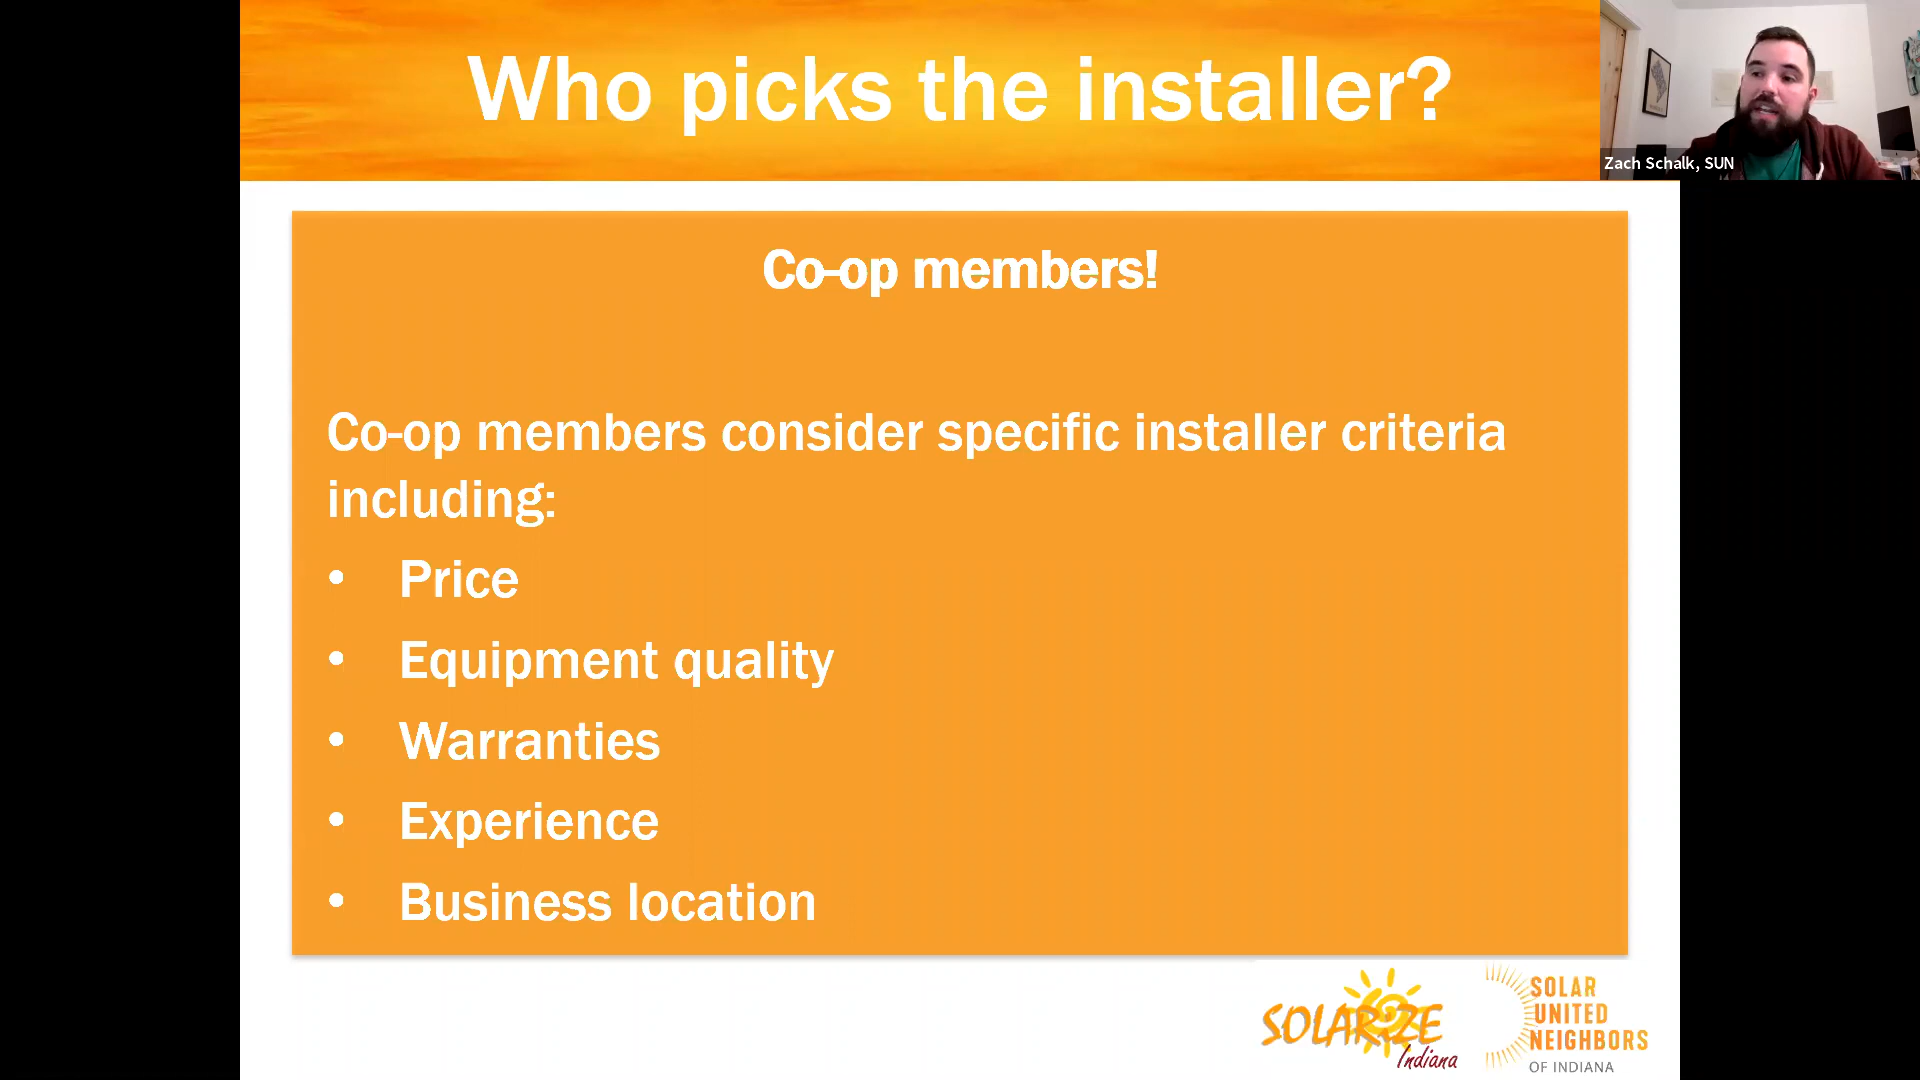 Who picks the installer?
Zach Schalk, SUN
Co-op members!
Co-op members consider specific installer criteria
including:
• Price
• Equipment quality
• Warranties
• Experience
• Business location
SOLARIZE
Indiana
SOLAR
UNITED
NEIGHBORS
OF INDIANA